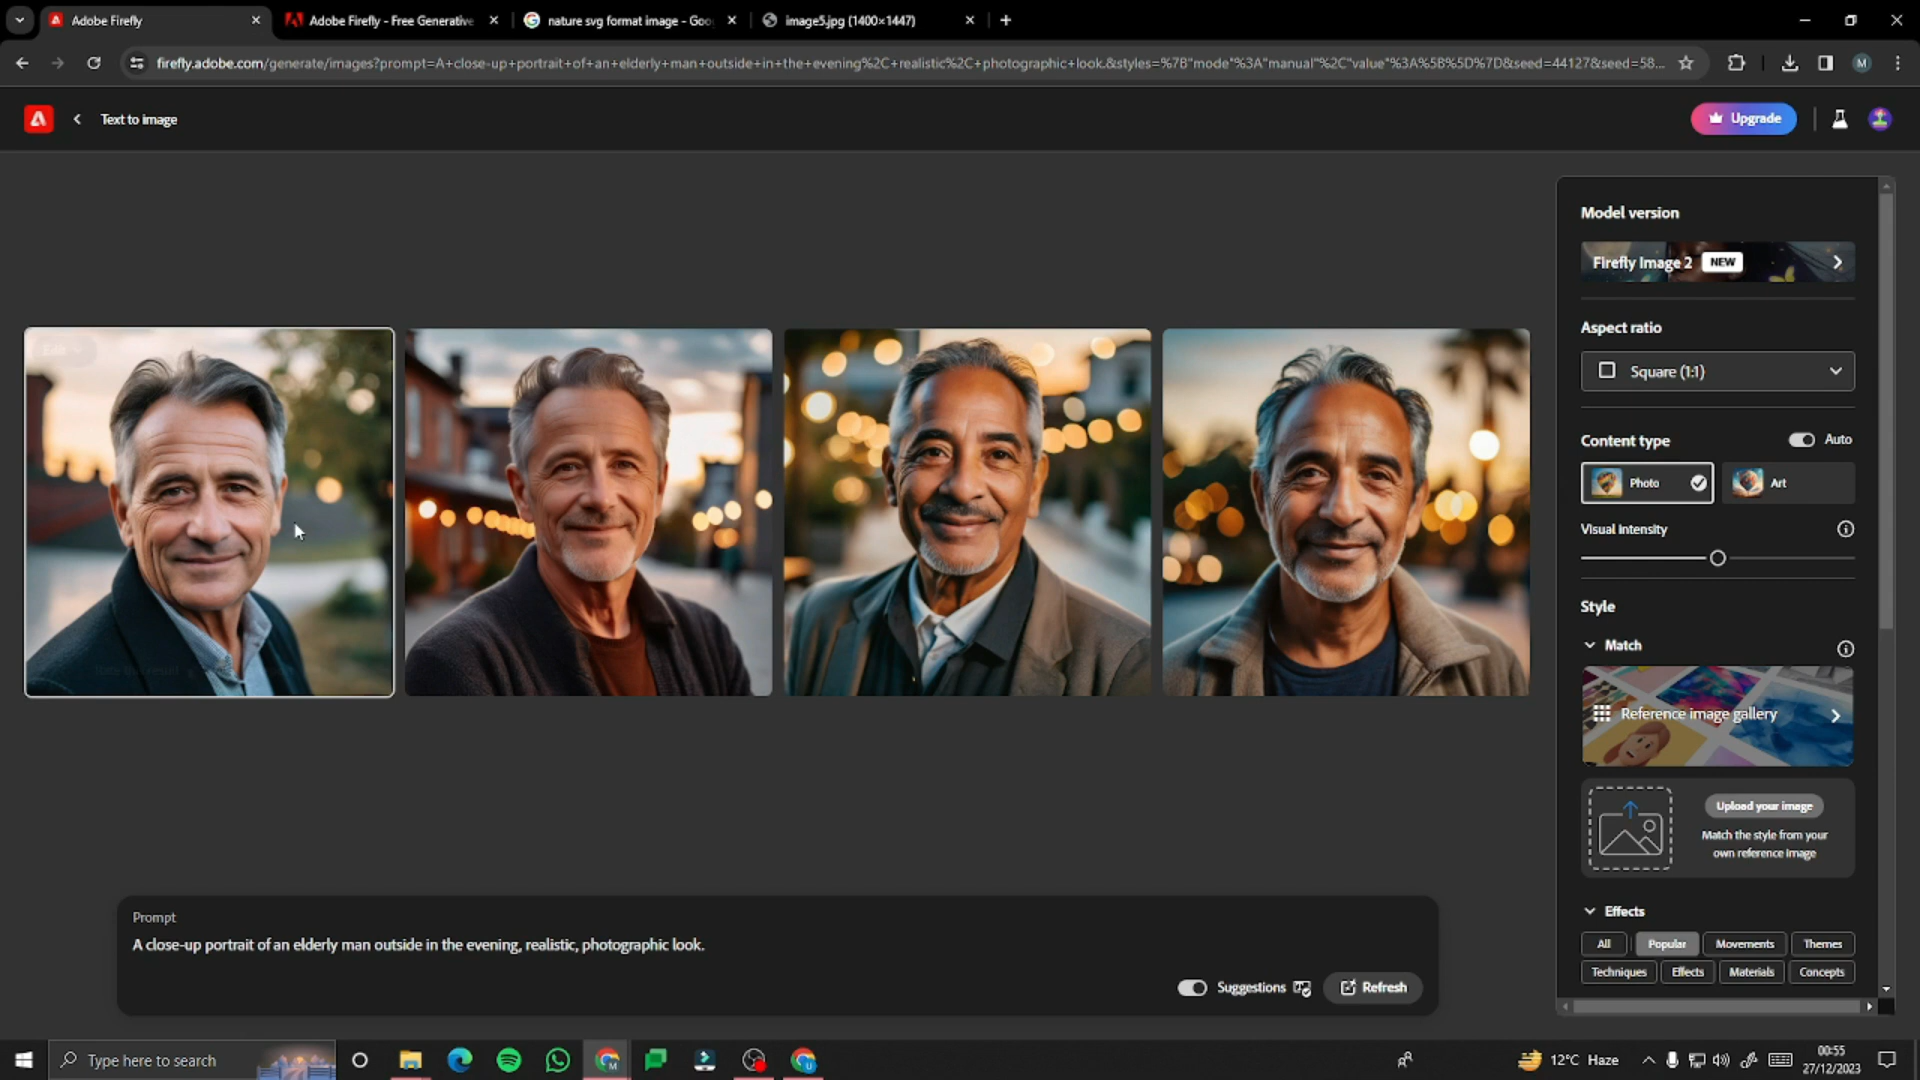 Adobe Firefly
Adobe Firefly - Free Generative
nature svg format image - Goo
image5.jpg (1400×1447)
firefly.adobe.com/generate/images?prompt=A+close-up+portrait+of+an+elderly+man+outside+in+the+evening%2C+realistic%2C+photographic+look.&styles=%7B"mode"%3A"manual"%2C"value"%3A%5B%5D%7D&seed=44127&seed=58...
M
Text to image
Upgrade
Model version
Firefly Image 2 NEW
Aspect ratio
Square (1:1)
Content type
Auto
Photo
Art
Visual intensity
Style
Match
Reference image gallery
Upload your image
Match the style from your
own reference image
Effects
All
Popular
Movements
Themes
Techniques
Effects
Materials
Concepts
Edit
Prompt
A close-up portrait of an elderly man outside in the evening, realistic, photographic look.
Suggestions
Refresh
Type here to search
12°C Haze
00:55
27/12/2023